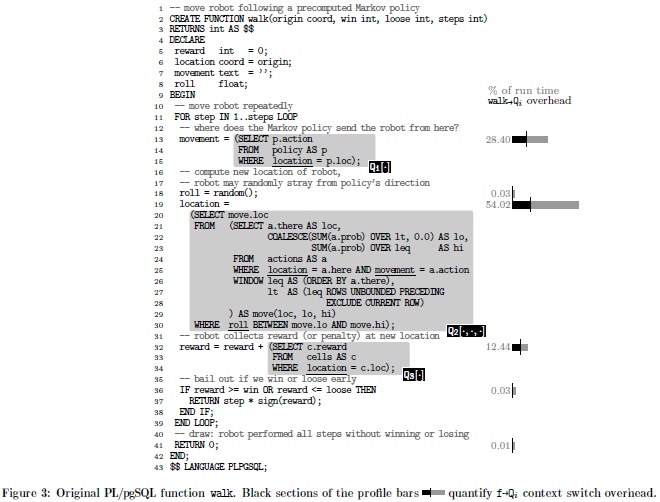 1 -- move robot following a precomputed Markov policy
2 CREATE FUNCTION walk(origin coord, win int, loose int, steps int)
3 RETURNS int AS $$
4 DECLARE
5 reward int = 0;
6 location coord = origin;
7 movement text = '';
8 roll float;
9 BEGIN
% of run time
walk→Qi overhead
10 -- move robot repeatedly
11 FOR step IN 1..steps LOOP
12 -- where does the Markov policy send the robot from here?
13 movement = (SELECT p.action 28.40
14 FROM policy AS p
15 WHERE location = p.loc); Q1[·]
16 -- compute new location of robot,
17 -- robot may randomly stray from policy's direction
18 roll = random(); 0.03
19 location = 54.02
20 (SELECT move.loc
21 FROM (SELECT a.there AS loc,
22 COALESCE(SUM(a.prob) OVER lt, 0.0) AS lo,
23 SUM(a.prob) OVER leq AS hi
24 FROM actions AS a
25 WHERE location = a.here AND movement = a.action
26 WINDOW leq AS (ORDER BY a.there),
27 lt AS (leq ROWS UNBOUNDED PRECEDING
28 EXCLUDE CURRENT ROW)
29 ) AS move(loc, lo, hi)
30 WHERE roll BETWEEN move.lo AND move.hi); Q2[·,·,·]
31 -- robot collects reward (or penalty) at new location
32 reward = reward + (SELECT c.reward 12.44
33 FROM cells AS c
34 WHERE location = c.loc); Q3[·]
35 -- bail out if we win or loose early
36 IF reward >= win OR reward <= loose THEN 0.03
37 RETURN step * sign(reward);
38 END IF;
39 END LOOP;
40 -- draw: robot performed all steps without winning or losing
41 RETURN 0; 0.01
42 END;
43 $$ LANGUAGE PLPGSQL;
Figure 3: Original PL/pgSQL function walk. Black sections of the profile bars quantify f→Qi context switch overhead.